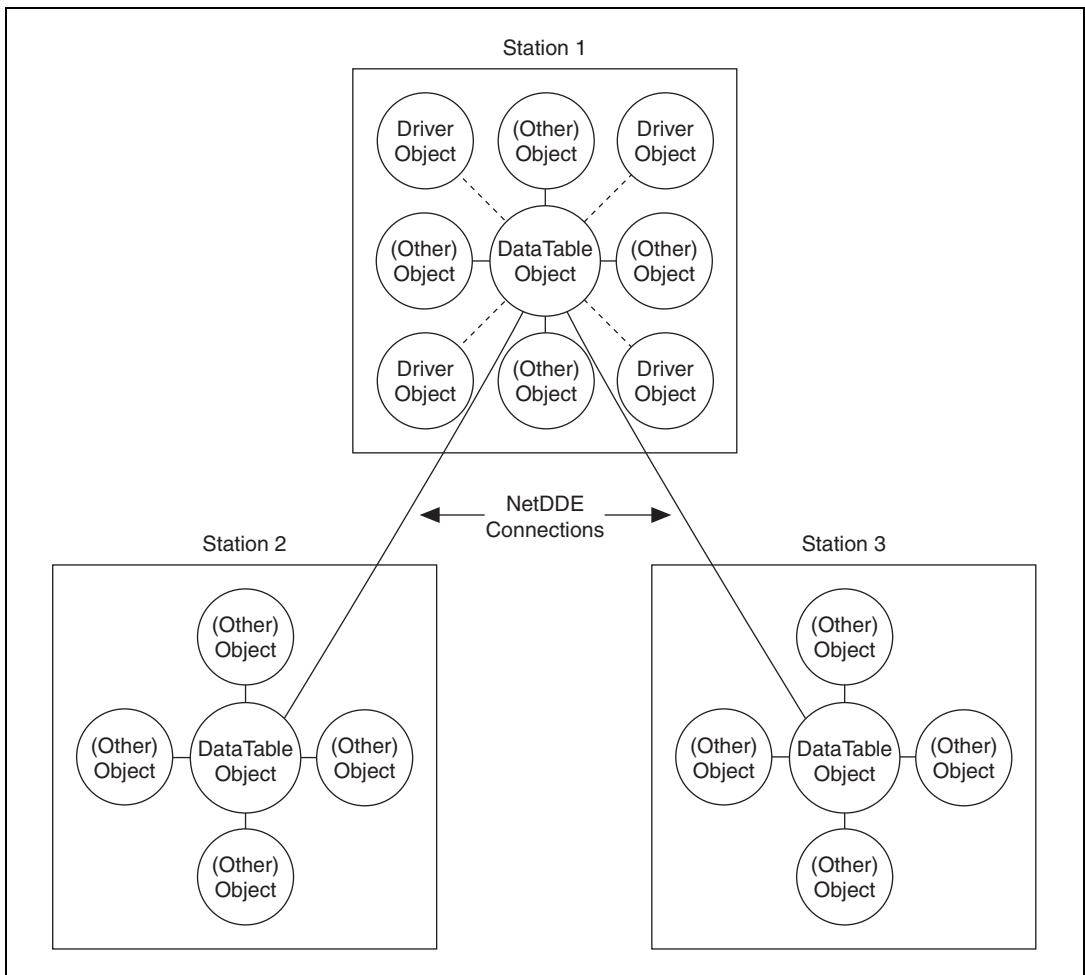 Station 1
Driver
Object
(Other)
Object
Driver
Object
(Other)
Object
DataTable
Object
(Other)
Object
Driver
Object
(Other)
Object
Driver
Object
NetDDE
Connections
Station 2
(Other)
Object
(Other)
Object
DataTable
Object
(Other)
Object
(Other)
Object
Station 3
(Other)
Object
(Other)
Object
DataTable
Object
(Other)
Object
(Other)
Object